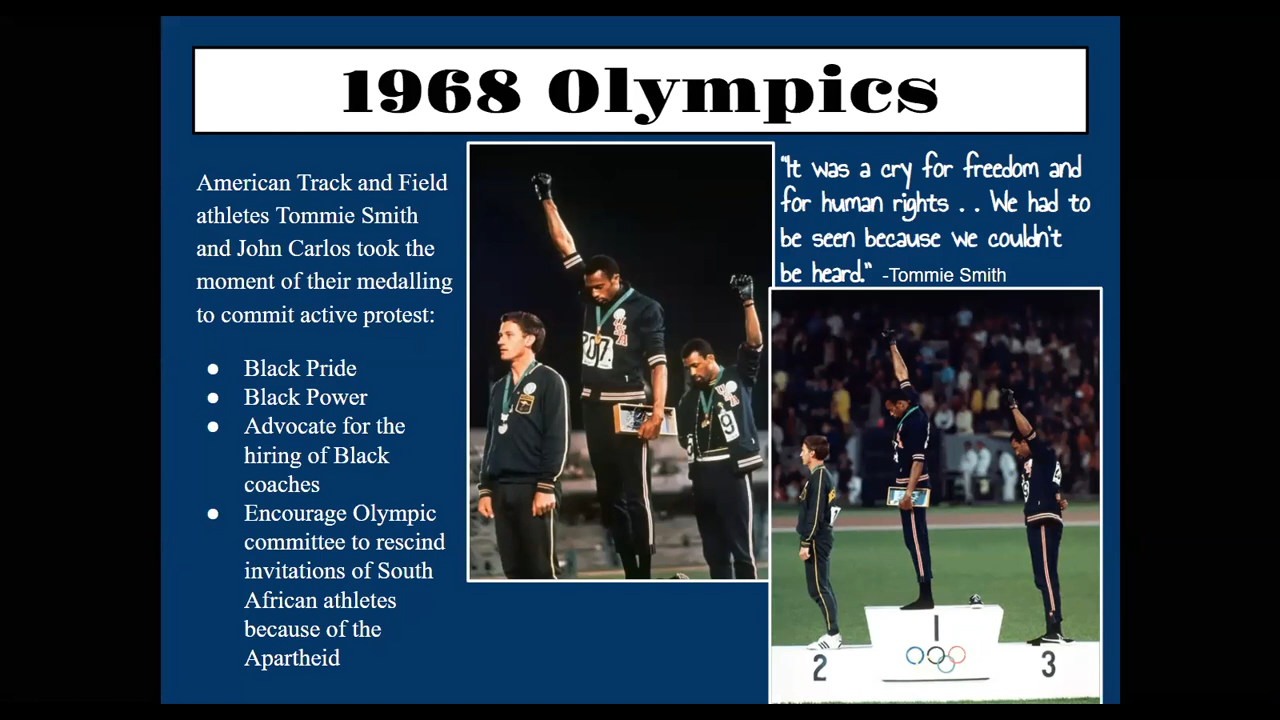 1968 Olympics
American Track and Field
athletes Tommie Smith
and John Carlos took the
moment of their medalling
to commit active protest:
● Black Pride
● Black Power
● Advocate for the
hiring of Black
coaches
● Encourage Olympic
committee to rescind
invitations of South
African athletes
because of the
Apartheid
"It was a cry for freedom and
for human rights . . We had to
be seen because we couldn't
be heard." -Tommie Smith
307
USA
9
1
2
3